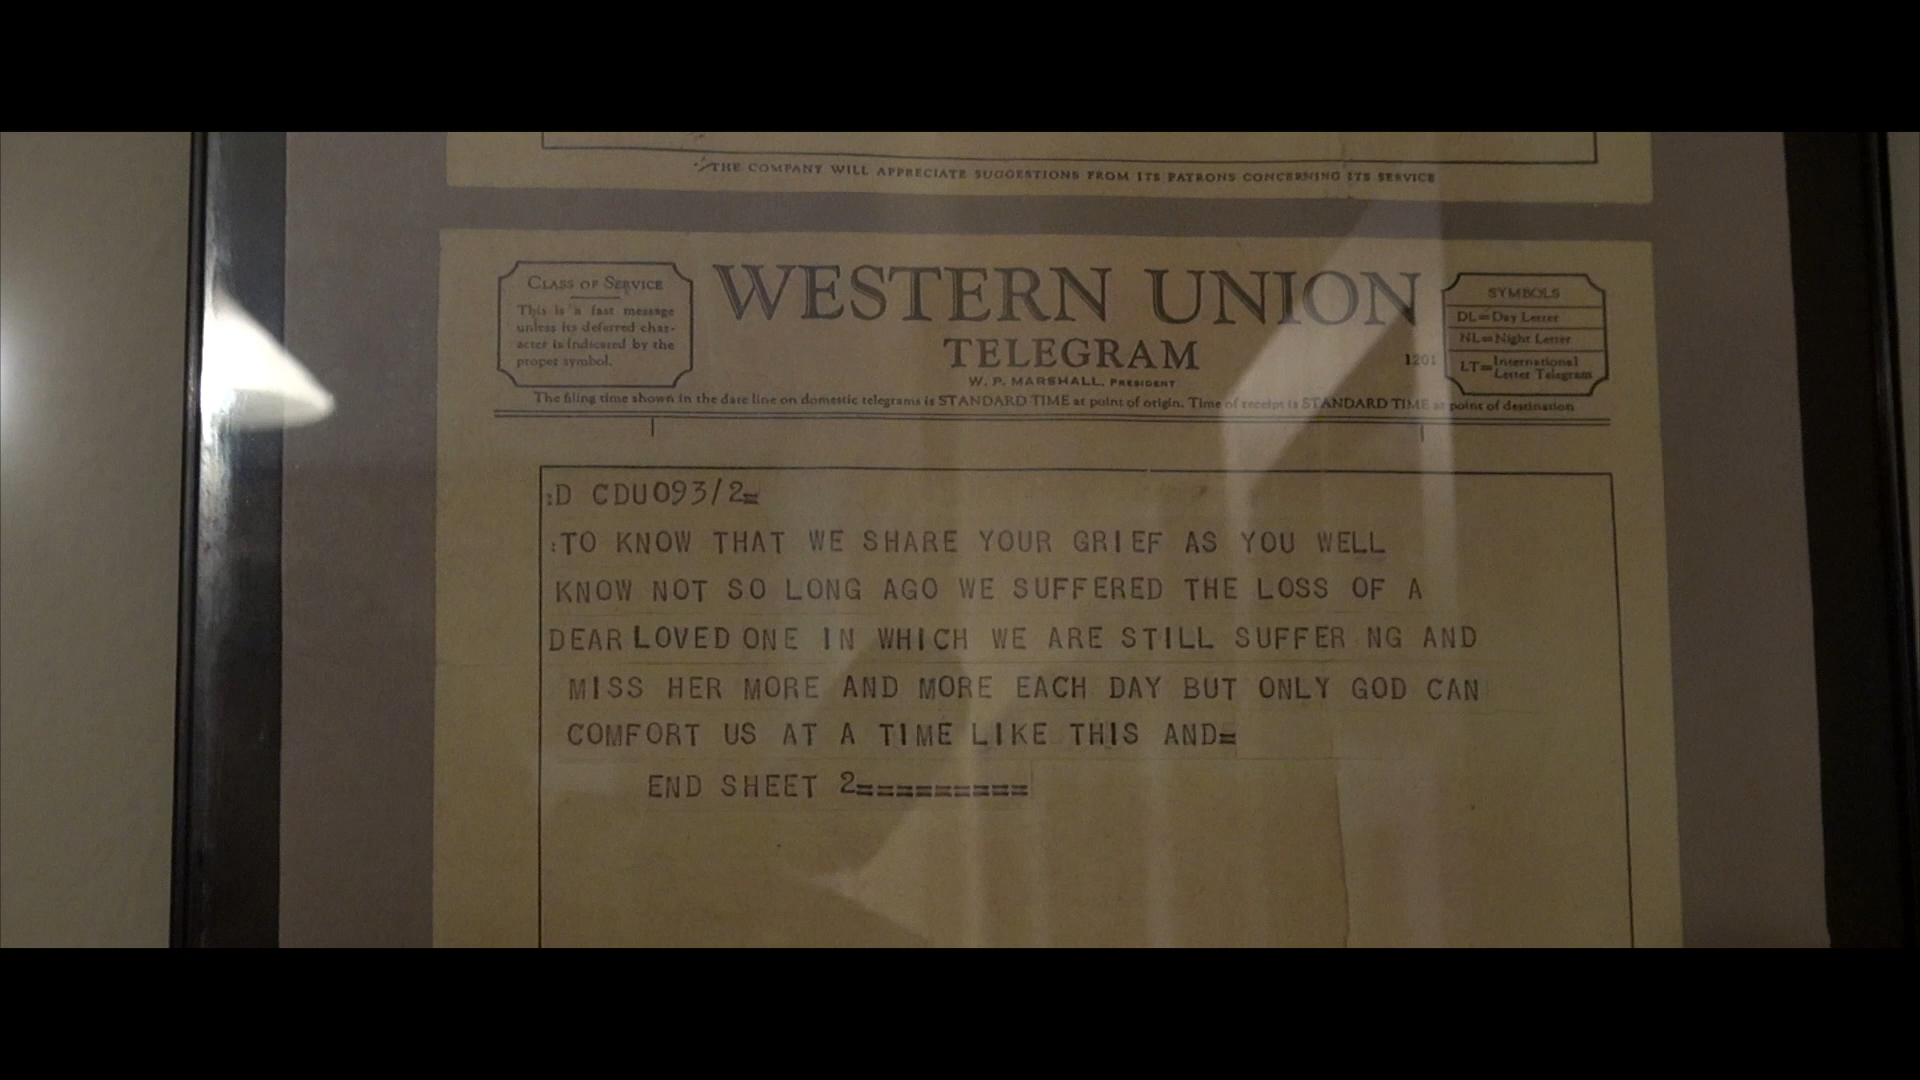 THE COMPANY WILL APPRECIATE SUGGESTIONS FROM ITS PATRONS CONCERNING ITS SERVICE
CLASS OF SERVICE
This is a fast message
unless its deferred char-
acter is indicated by the
proper symbol.
WESTERN UNION
TELEGRAM
W. P. MARSHALL, PRESIDENT
1201
SYMBOLS
DL=Day Letter
NL=Night Letter
LT=International Letter Telegram
The filing time shown in the date line on domestic telegrams is STANDARD TIME at point of origin. Time of receipt is STANDARD TIME at point of destination
:D CDU093/2=
:TO KNOW THAT WE SHARE YOUR GRIEF AS YOU WELL
KNOW NOT SO LONG AGO WE SUFFERED THE LOSS OF A
DEAR LOVED ONE IN WHICH WE ARE STILL SUFFER NG AND
MISS HER MORE AND MORE EACH DAY BUT ONLY GOD CAN
COMFORT US AT A TIME LIKE THIS AND=
END SHEET 2=========